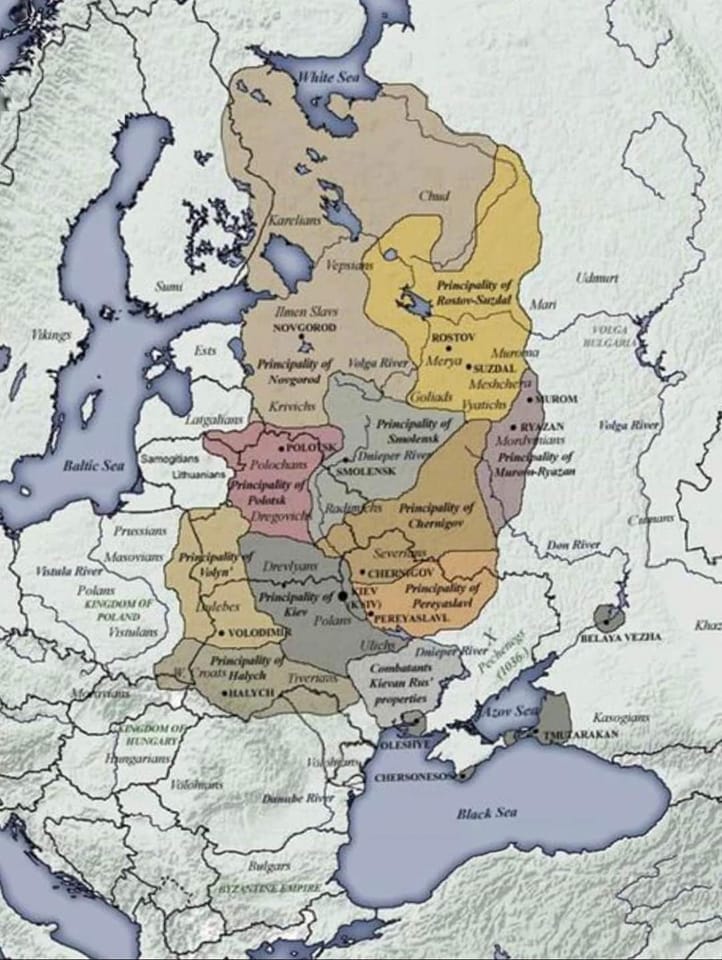 White Sea
Chud
Karelians
Vepsians
Principality of
Rostov-Suzdal
Udmurt
Sumi
Mari
Ilmen Slavs
NOVGOROD
Vikings
Ests
ROSTOV
VOLGA
BULGARIA
Principality of
Novgorod
Volga River
Merya
SUZDAL
Muroma
Meshchera
Goliads
Vyatichs
MUROM
Krivichs
Latgalians
Principality of
Smolensk
RYAZAN
Volga River
POLOTSK
Mordvinians
Samogitians
Lithuanians
Polochans
Dnieper River
SMOLENSK
Principality of
Murom-Ryazan
Baltic Sea
Principality of
Polotsk
Dregovichs
Radimichs
Principality of
Chernigov
Cumans
Prussians
Masovians
Principality of
Volyn'
Drevlyans
Severians
CHERNIGOV
Don River
Vistula River
Polans
KINGDOM OF
POLAND
Vistulans
Dulebes
Principality of
Kiev
KIEV
(KYIV)
Principality of
Pereyaslavl
PEREYASLAVL
Polans
VOLODIMIR
Ulichs
Dnieper River
X
Pechenegs
(1036.)
BELAYA VEZHA
Khaz
W. Croats
Principality of
Halych
HALYCH
Tiverians
Combatants
Kievan Rus'
properties
Moravians
Azov Sea
Kasogians
TMUTARAKAN
KINGDOM OF
HUNGARY
Hungarians
OLESHYE
Volohians
Volohians
CHERSONESOS
Danube River
Black Sea
Bulgars
BYZANTINE EMPIRE